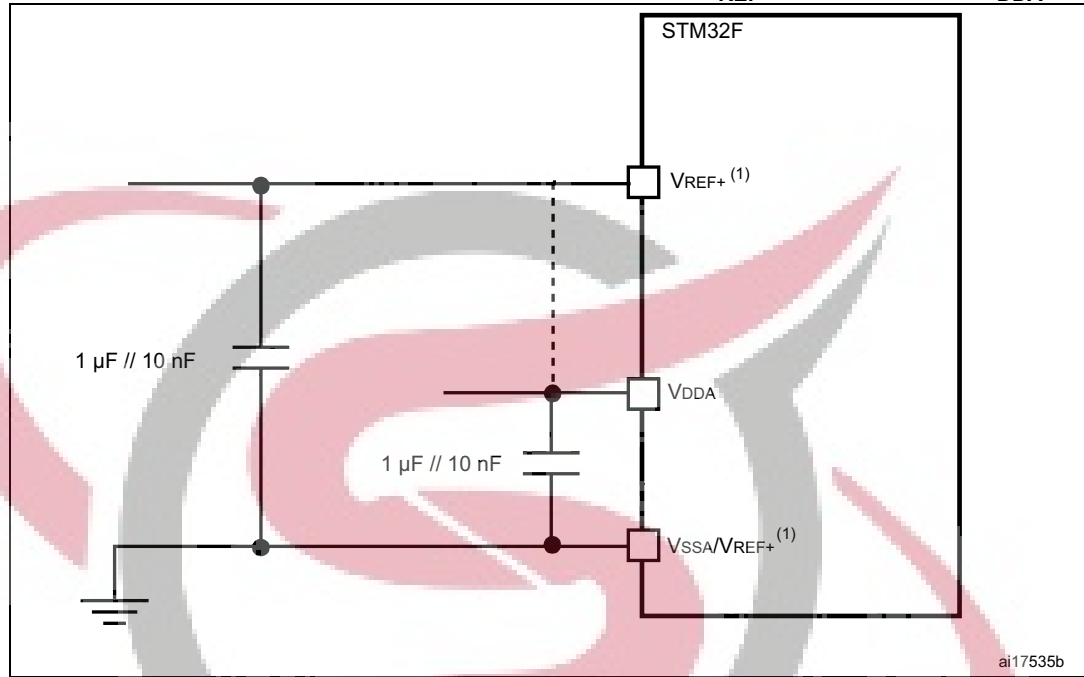 STM32F
VREF+ (1)
1 µF // 10 nF
VDDA
1 µF // 10 nF
VSSA/VREF+ (1)
ai17535b